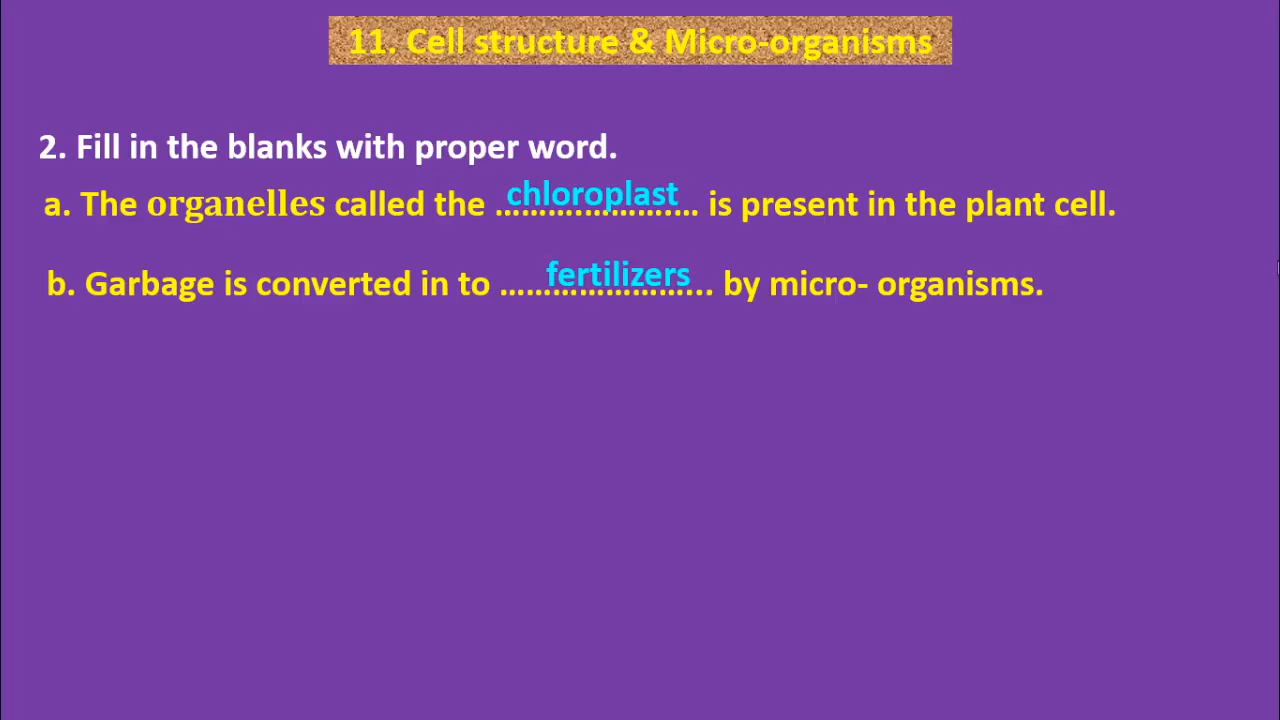 11. Cell structure & Micro-organisms
2. Fill in the blanks with proper word.
a. The organelles called the ……….……….… chloroplast is present in the plant cell.
b. Garbage is converted in to …………………... fertilizers by micro- organisms.